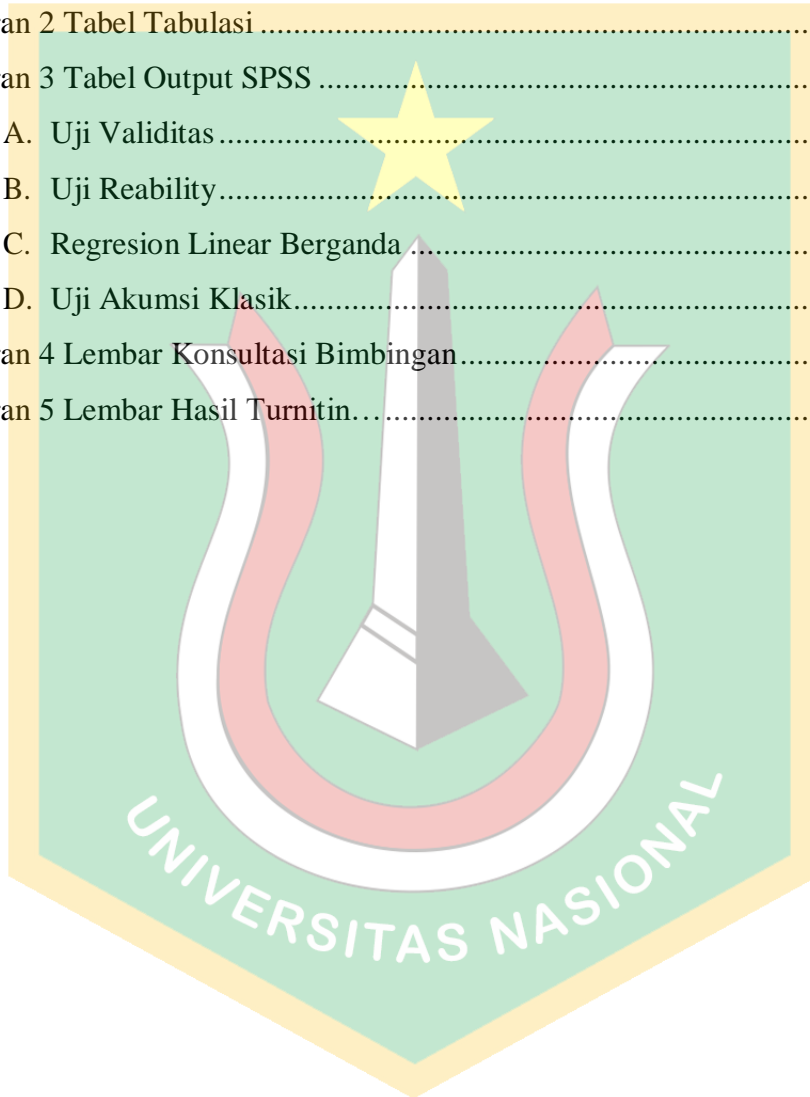 an 2 Tabel Tabulasi ....................................................................
an 3 Tabel Output SPSS ............................................................
A. Uji Validitas .........................................................................
B. Uji Reability .........................................................................
C. Regresion Linear Berganda ..................................................
D. Uji Akumsi Klasik ................................................................
an 4 Lembar Konsultasi Bimbingan ...........................................
an 5 Lembar Hasil Turnitin… .....................................................
UNIVERSITAS NASIONAL